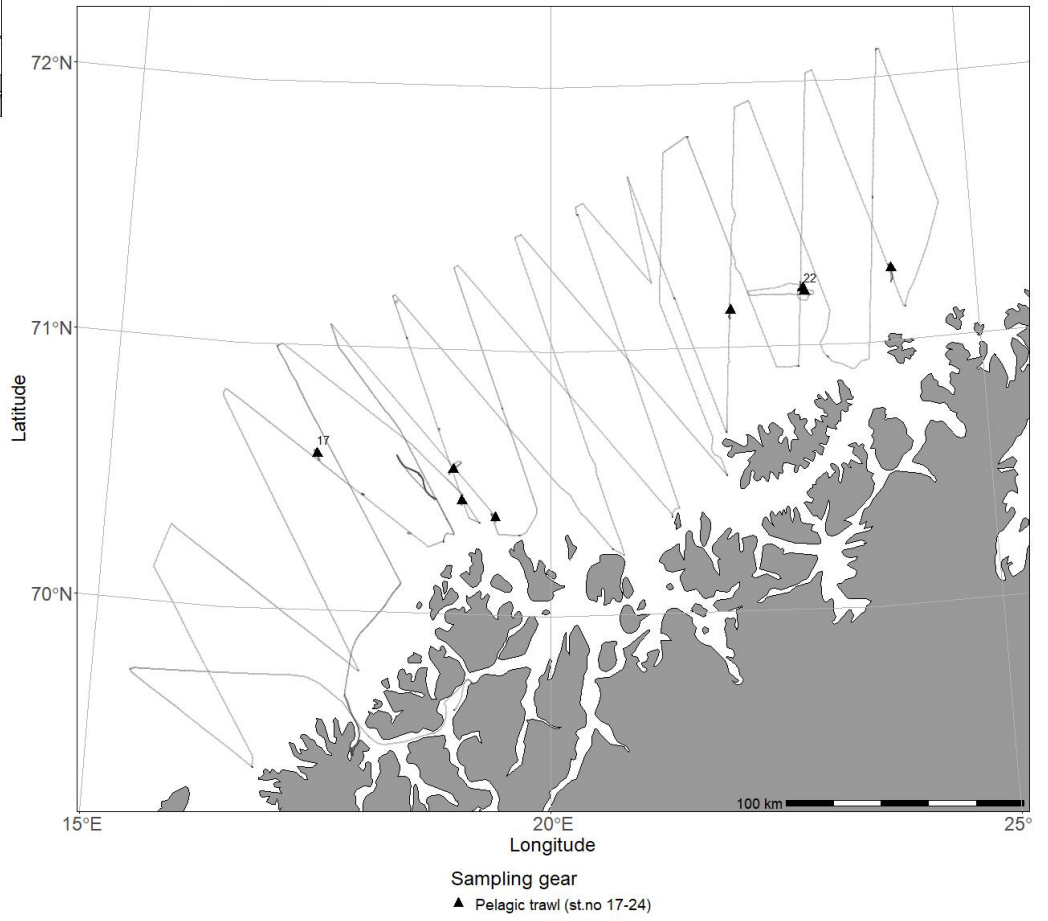 72°N
22
71°N
17
70°N
100 km
15°E
20°E
25°
Latitude
Longitude
Sampling gear
Pelagic trawl (st.no 17-24)